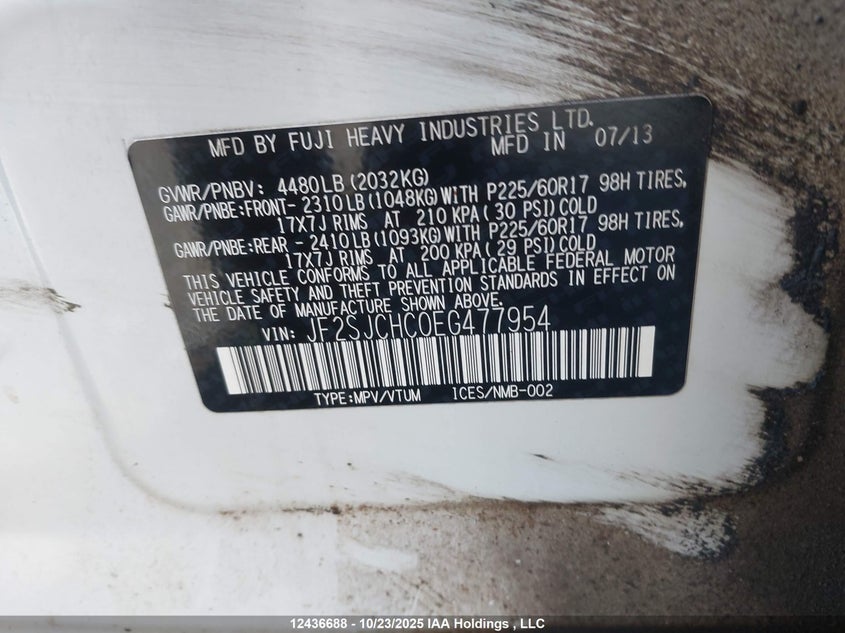 MFD BY FUJI HEAVY INDUSTRIES LTD.
MFD IN 07/13
GVWR/PNBV: 4480LB(2032KG)
GAWR/PNBE:FRONT-2310LB(1048KG)WITH P225/60R17 98H TIRES,
17X7J RIMS AT 210 KPA(30 PSI)COLD
GAWR/PNBE:REAR -2410LB(1093KG)WITH P225/60R17 98H TIRES,
17X7J RIMS AT 200 KPA(29 PSI)COLD
THIS VEHICLE CONFORMS TO ALL APPLICABLE FEDERAL MOTOR
VEHICLE SAFETY AND THEFT PREVENTION STANDARDS IN EFFECT ON
THE DATE OF MANUFACTURE SHOWN ABOVE.
VIN: JF2SJCHC0EG477954
TYPE:MPV/VTUM ICES/NMB-002
12436688 - 10/23/2025 IAA Holdings , LLC